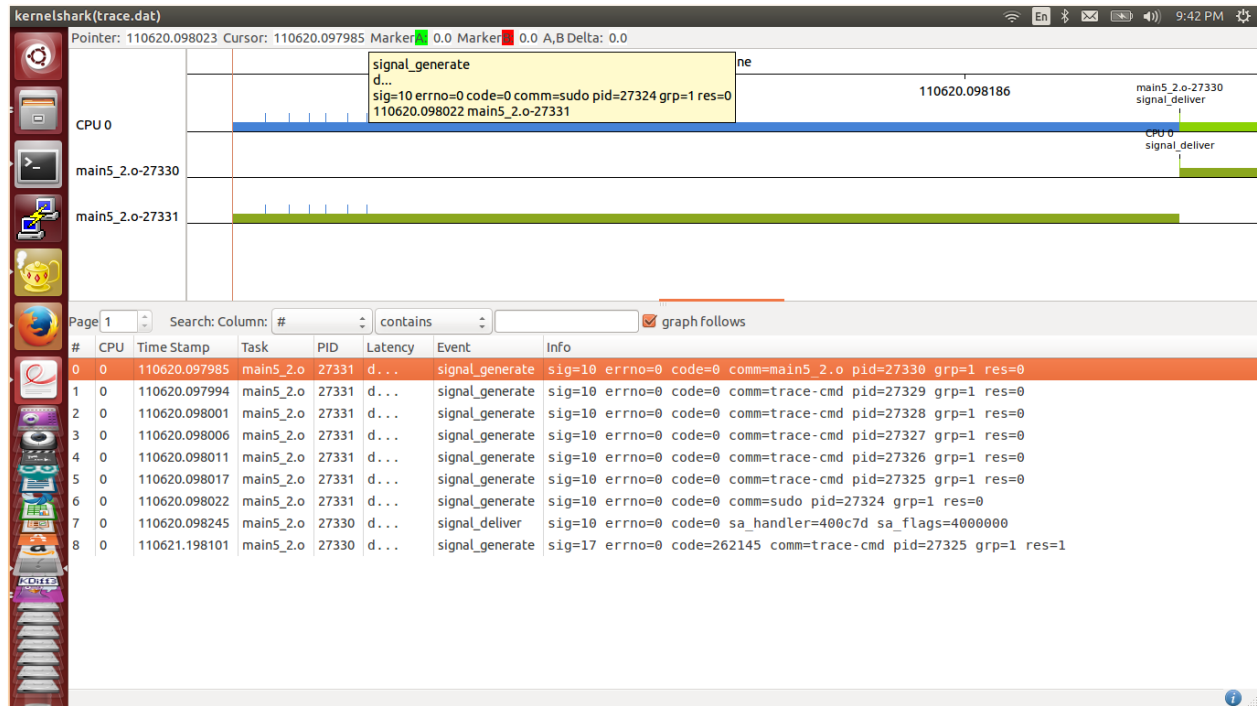 kernelshark(trace.dat) En 9:42 PM
Pointer: 110620.098023 Cursor: 110620.097985 MarkerA: 0.0 Marker 0.0 A,B Delta: 0.0
signal_generate
d...
sig=10 errno=0 code=0 comm=sudo pid=27324 grp=1 res=0
110620.098022 main5_2.o-27331
ne
110620.098186
main5_2.o-27330
signal_deliver
CPU 0
CPU 0
signal_deliver
main5_2.o-27330
main5_2.o-27331
Page 1 Search: Column: # contains graph follows
# CPU Time Stamp Task PID Latency Event Info
0 0 110620.097985 main5_2.o 27331 d... signal_generate sig=10 errno=0 code=0 comm=main5_2.o pid=27330 grp=1 res=0
1 0 110620.097994 main5_2.o 27331 d... signal_generate sig=10 errno=0 code=0 comm=trace-cmd pid=27329 grp=1 res=0
2 0 110620.098001 main5_2.o 27331 d... signal_generate sig=10 errno=0 code=0 comm=trace-cmd pid=27328 grp=1 res=0
3 0 110620.098006 main5_2.o 27331 d... signal_generate sig=10 errno=0 code=0 comm=trace-cmd pid=27327 grp=1 res=0
4 0 110620.098011 main5_2.o 27331 d... signal_generate sig=10 errno=0 code=0 comm=trace-cmd pid=27326 grp=1 res=0
5 0 110620.098017 main5_2.o 27331 d... signal_generate sig=10 errno=0 code=0 comm=trace-cmd pid=27325 grp=1 res=0
6 0 110620.098022 main5_2.o 27331 d... signal_generate sig=10 errno=0 code=0 comm=sudo pid=27324 grp=1 res=0
7 0 110620.098245 main5_2.o 27330 d... signal_deliver sig=10 errno=0 code=0 sa_handler=400c7d sa_flags=4000000
8 0 110621.198101 main5_2.o 27330 d... signal_generate sig=17 errno=0 code=262145 comm=trace-cmd pid=27325 grp=1 res=1
KDiff3